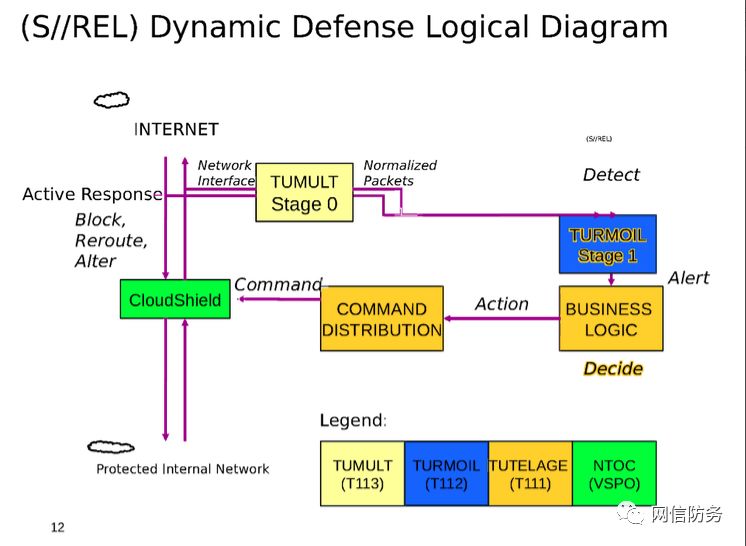 (S//REL) Dynamic Defense Logical Diagram
INTERNET
(S//REL)
Network
Interface
TUMULT
Stage 0
Normalized
Packets
Detect
Active Response
Block,
Reroute,
Alter
TURMOIL
Stage 1
Alert
CloudShield
Command
COMMAND
DISTRIBUTION
Action
BUSINESS
LOGIC
Decide
Legend:
TUMULT
(T113)
TURMOIL
(T112)
TUTELAGE
(T111)
NTOC
(VSPO)
Protected Internal Network
网信防务
12